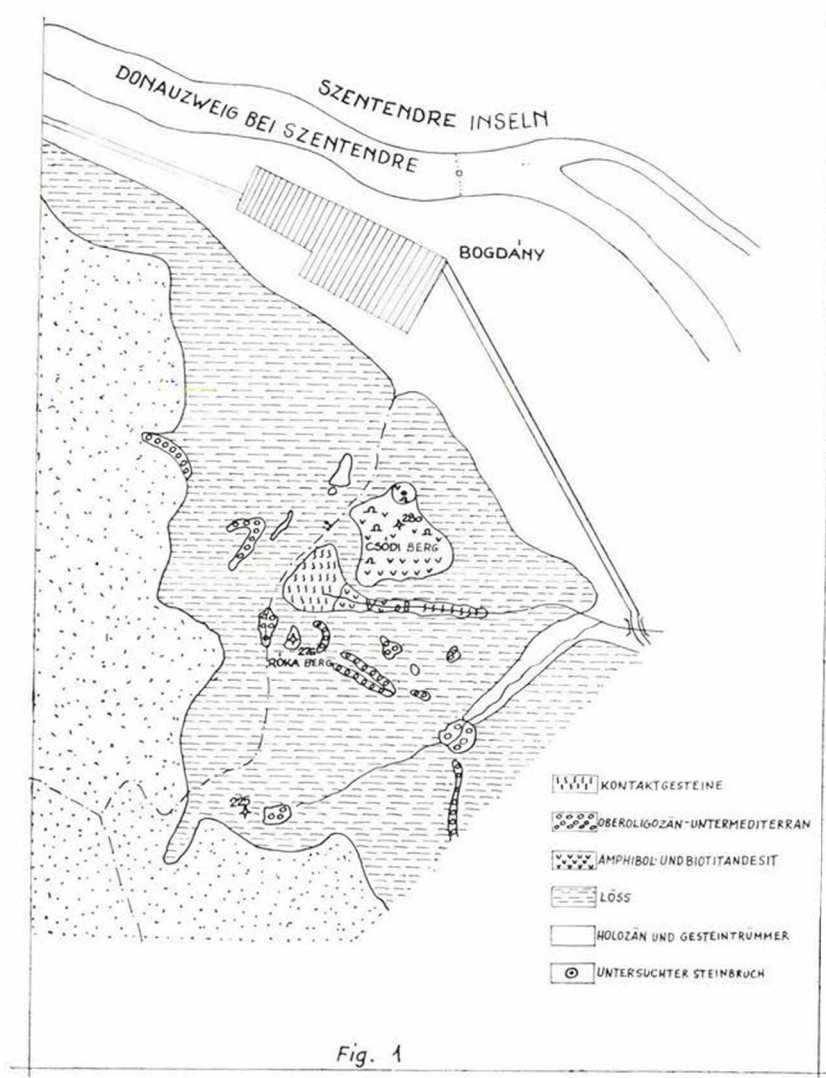 SZENTENDRE INSELN
DONAUZWEIG BEI SZENTENDRE
BOGDÁNY
280
CSÓDI BERG
276
RÓKA BERG
225
KONTAKTGESTEINE
OBEROLIGOZÄN-UNTERMEDITERRAN
AMPHIBOL-UND BIOTITANDESIT
LÖSS
HOLOZÄN UND GESTEINTRÜMMER
UNTERSUCHTER STEINBRUCH
Fig. 1